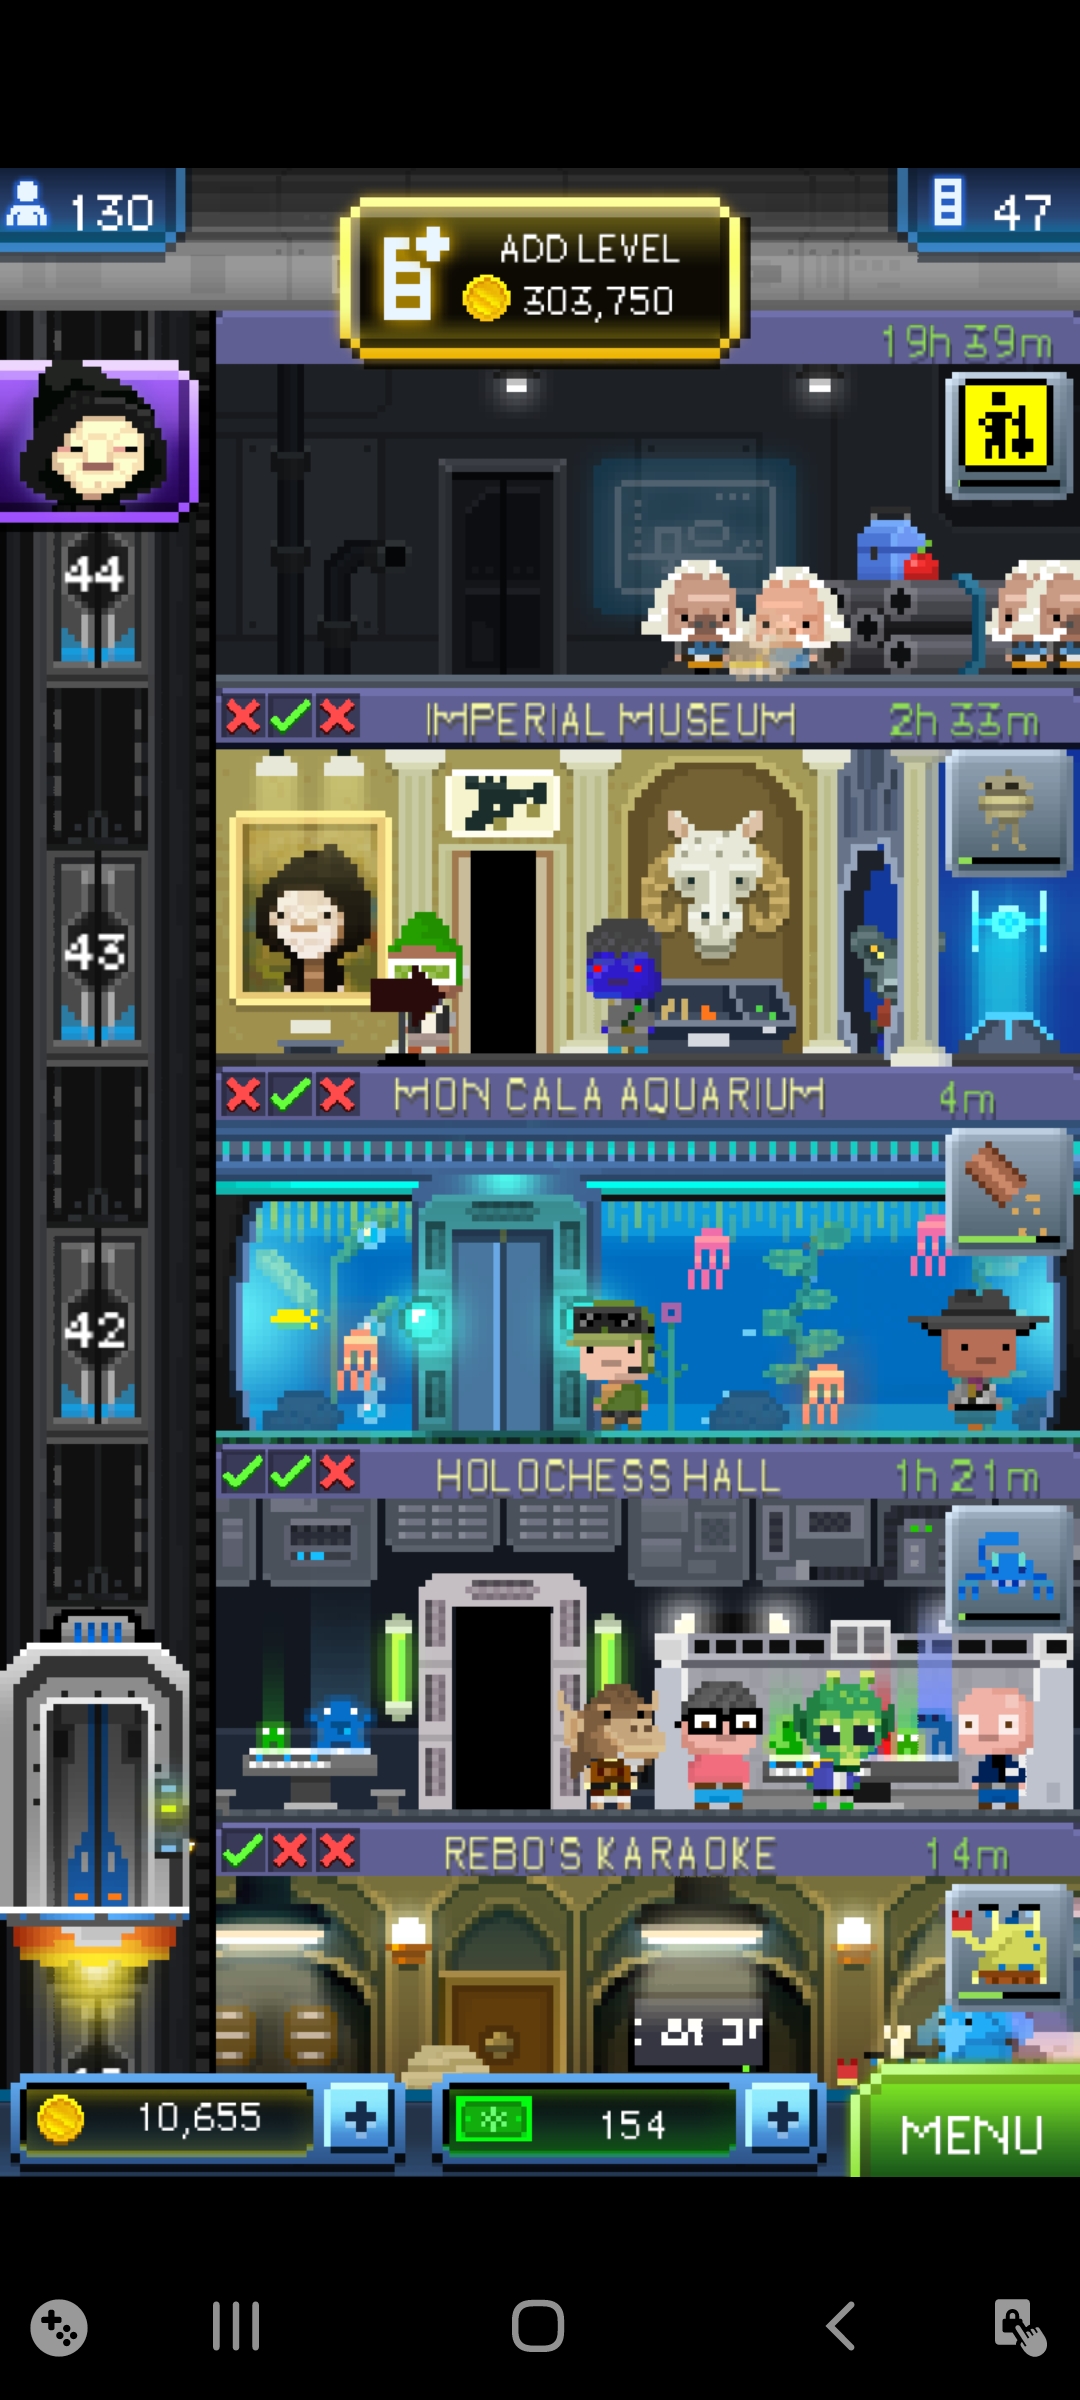 130
ADD LEVEL
303,750
47
19h 39m
44
IMPERIAL MUSEUM
2h 33m
43
MON CALA AQUARIUM
4m
42
HOLOCHESS HALL
1h 21m
REBO'S KARAOKE
14m
10,655
154
MENU